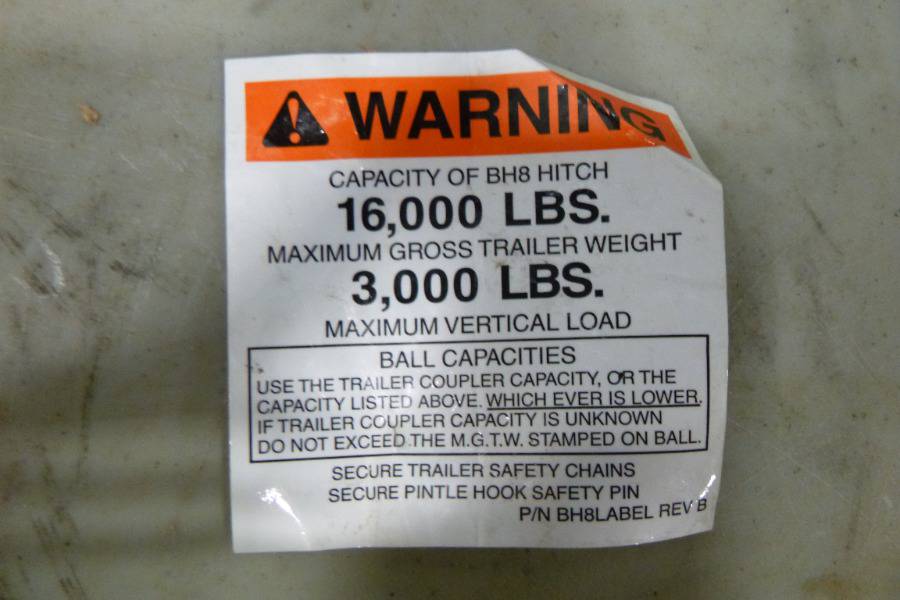 WARNING
CAPACITY OF BH8 HITCH
16,000 LBS.
MAXIMUM GROSS TRAILER WEIGHT
3,000 LBS.
MAXIMUM VERTICAL LOAD
BALL CAPACITIES
USE THE TRAILER COUPLER CAPACITY, OR THE
CAPACITY LISTED ABOVE. WHICH EVER IS LOWER.
IF TRAILER COUPLER CAPACITY IS UNKNOWN
DO NOT EXCEED THE M.G.T.W. STAMPED ON BALL.
SECURE TRAILER SAFETY CHAINS
SECURE PINTLE HOOK SAFETY PIN
P/N BH8LABEL REV B